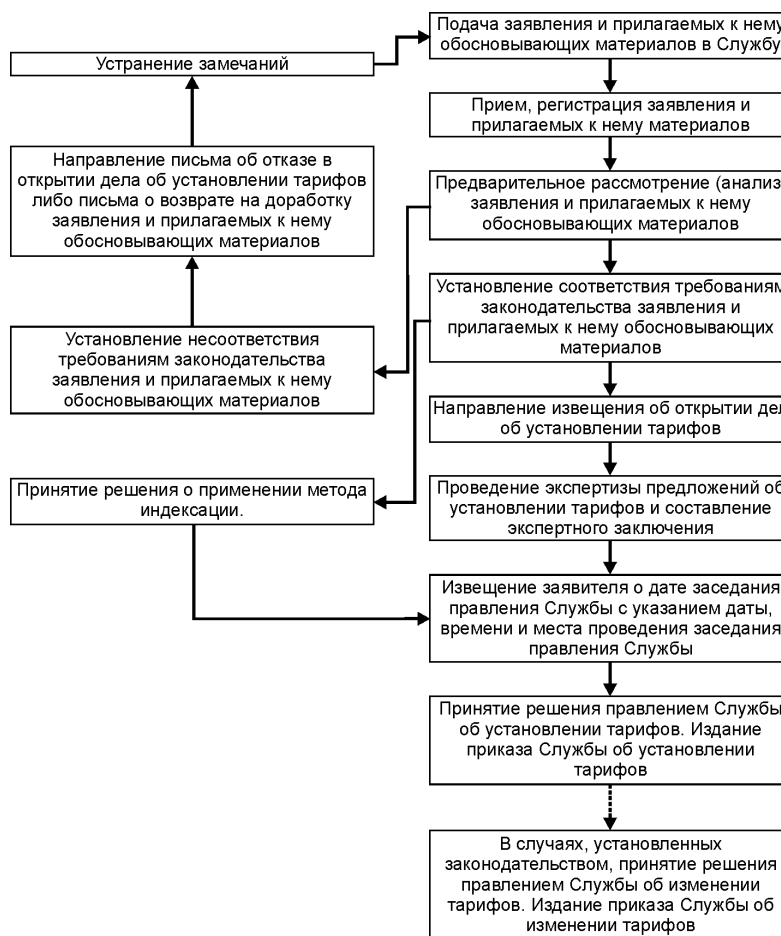 Подача заявления и прилагаемых к нему
обосновывающих материалов в Службу
Устранение замечаний
Прием, регистрация заявления и
прилагаемых к нему материалов
Направление письма об отказе в
открытии дела об установлении тарифов
либо письма о возврате на доработку
заявления и прилагаемых к нему
обосновывающих материалов
Предварительное рассмотрение (анализ
заявления и прилагаемых к нему
обосновывающих материалов
Установление соответствия требованиям
законодательства заявления и
прилагаемых к нему обосновывающих
материалов
Установление несоответствия
требованиям законодательства
заявления и прилагаемых к нему
обосновывающих материалов
Направление извещения об открытии дел
об установлении тарифов
Принятие решения о применении метода
индексации.
Проведение экспертизы предложений об
установлении тарифов и составление
экспертного заключения
Извещение заявителя о дате заседания
правления Службы с указанием даты,
времени и места проведения заседания
правления Службы
Принятие решения правлением Службы
об установлении тарифов. Издание
приказа Службы об установлении
тарифов
В случаях, установленных
законодательством, принятие решения
правлением Службы об изменении
тарифов. Издание приказа Службы об
изменении тарифов